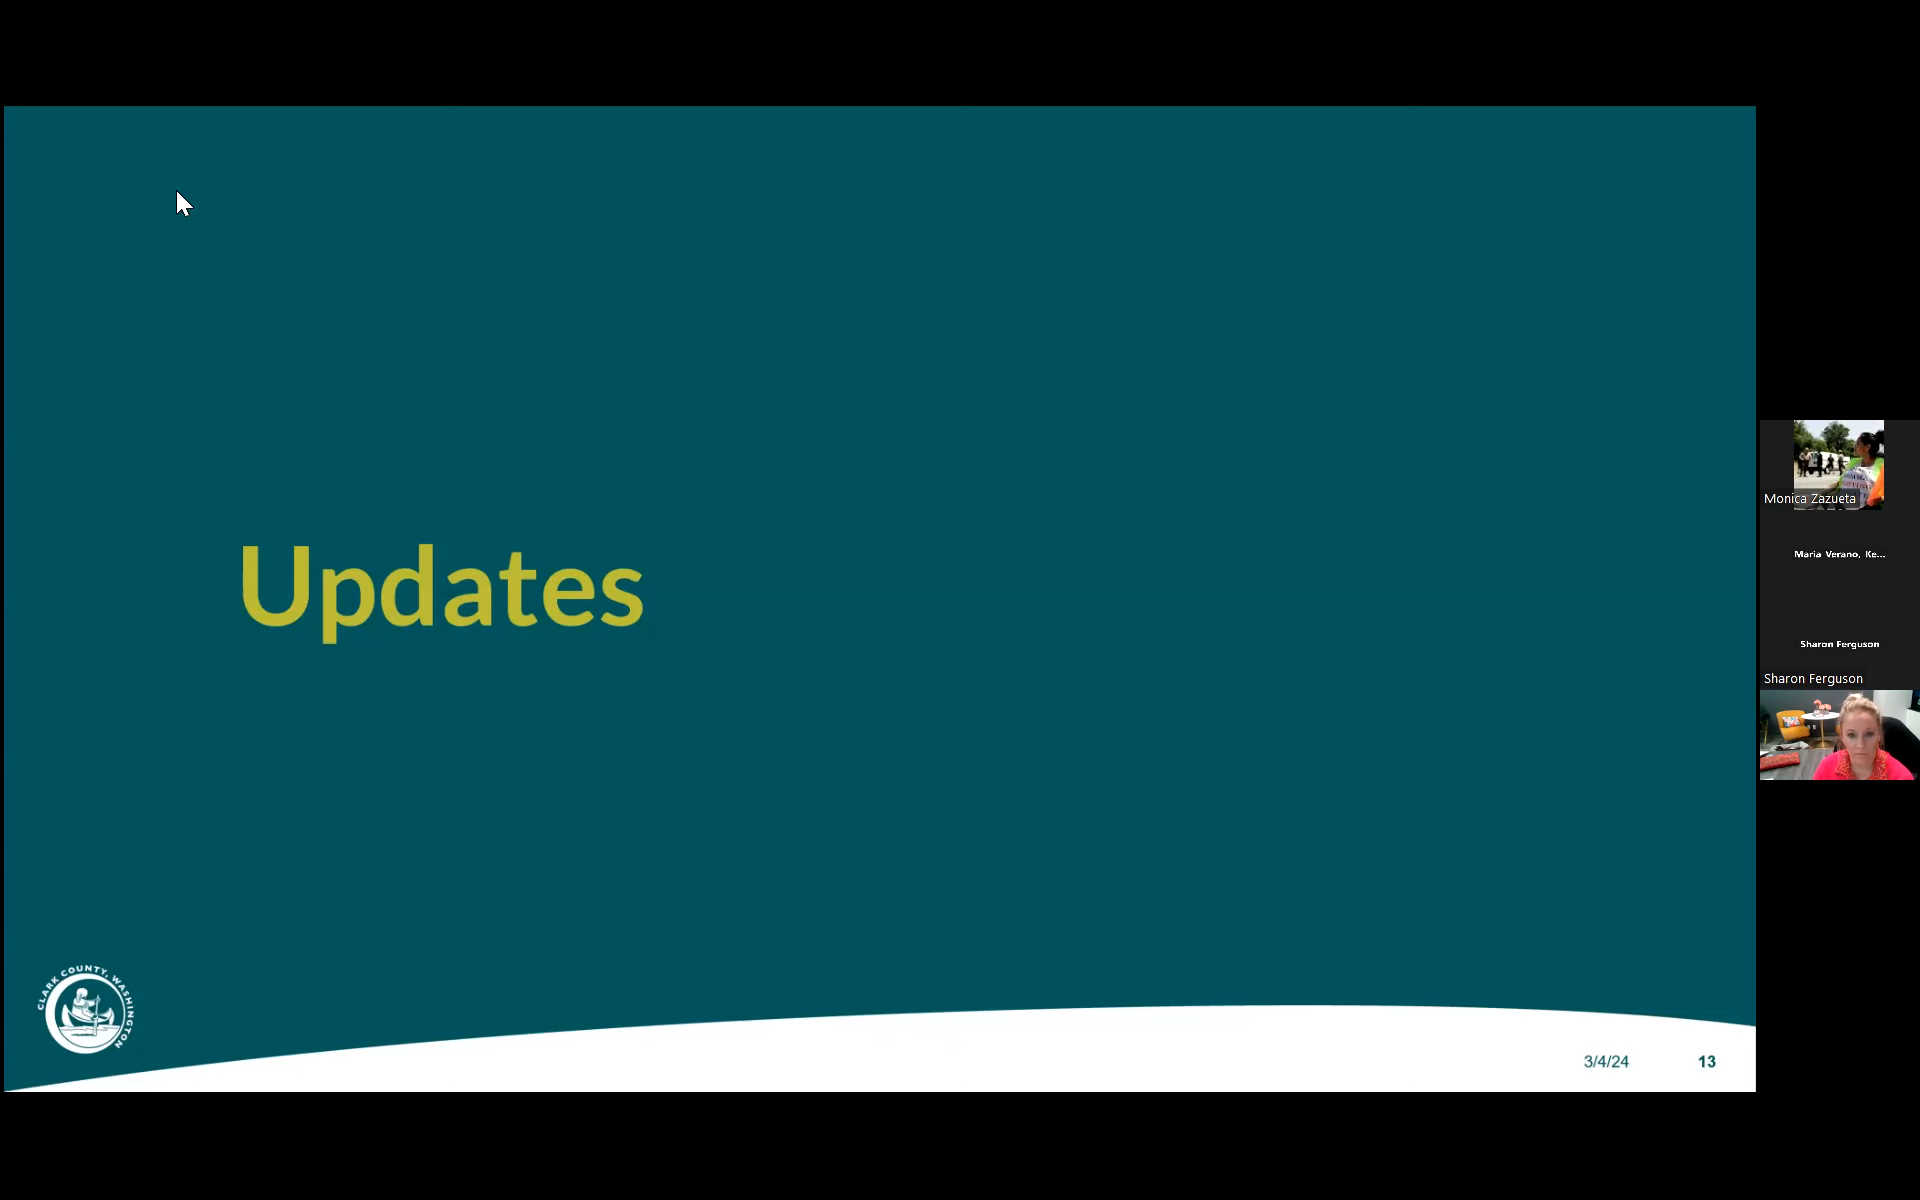 Updates
CLARK COUNTY, WASHINGTON
3/4/24
13
Monica Zazueta
Maria Verano, Ke...
Sharon Ferguson
Sharon Ferguson